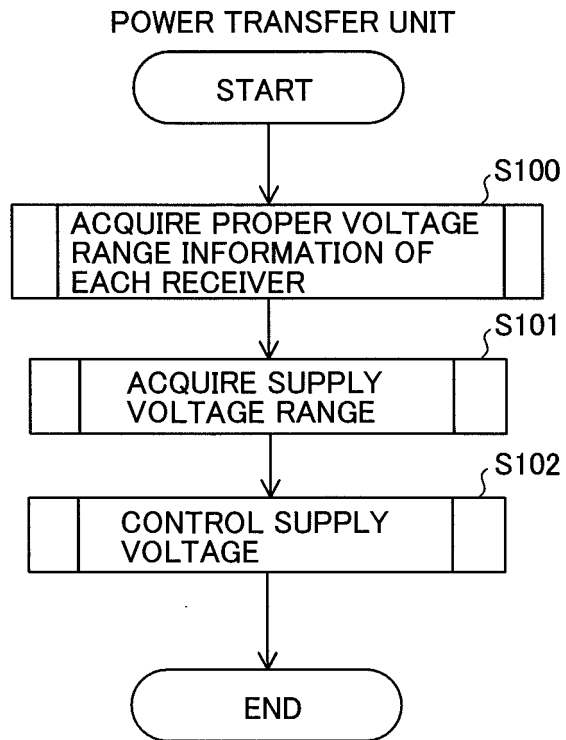 POWER TRANSFER UNIT
START
S100
ACQUIRE PROPER VOLTAGE
RANGE INFORMATION OF
EACH RECEIVER
S101
ACQUIRE SUPPLY
VOLTAGE RANGE
S102
CONTROL SUPPLY
VOLTAGE
END